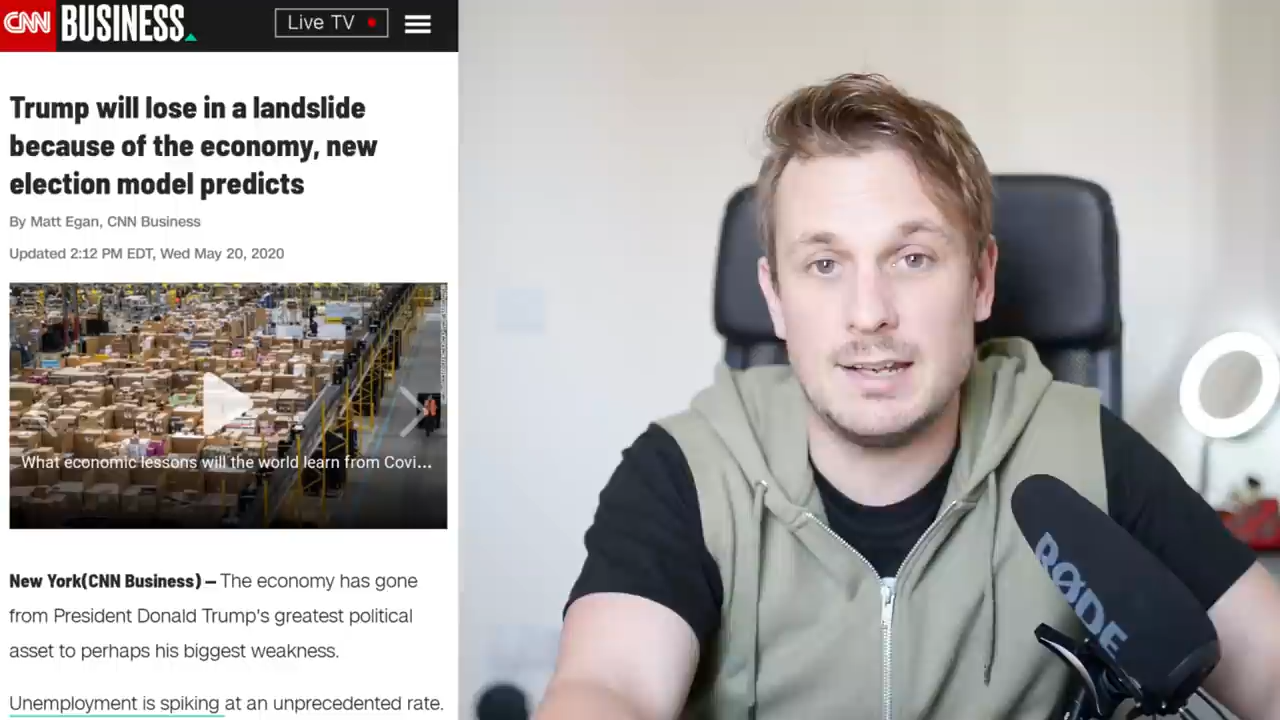 CNN BUSINESS
Live TV
Trump will lose in a landslide
because of the economy, new
election model predicts
By Matt Egan, CNN Business
Updated 2:12 PM EDT, Wed May 20, 2020
What economic lessons will the world learn from Covi...
New York(CNN Business) — The economy has gone
from President Donald Trump's greatest political
asset to perhaps his biggest weakness.
Unemployment is spiking at an unprecedented rate.
RØDE